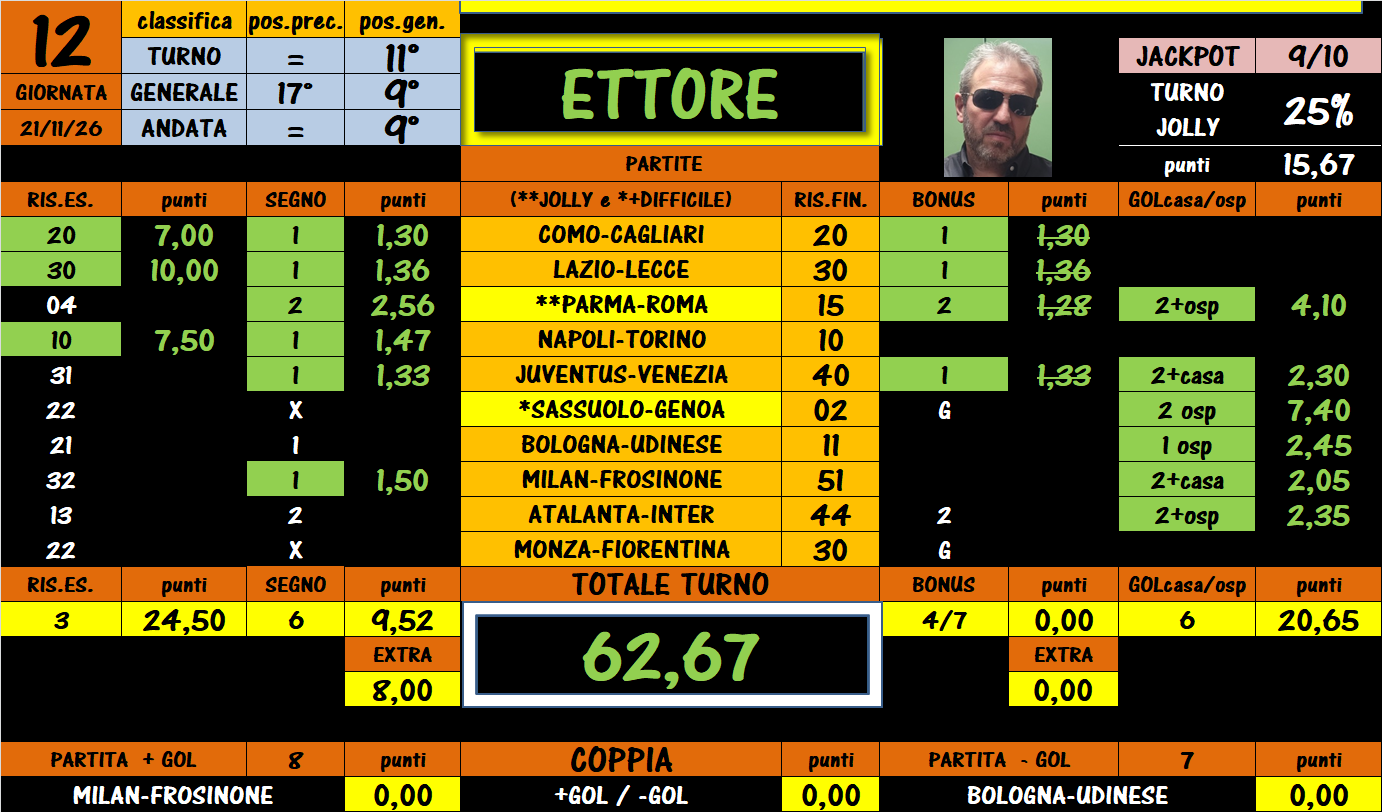 12 classifica pos.prec. pos.gen.
TURNO = 11° ETTORE JACKPOT 9/10
GIORNATA GENERALE 17° 9° TURNO JOLLY 25%
21/11/26 ANDATA = 9°
PARTITE punti 15,67
RIS.ES. punti SEGNO punti (**JOLLY e *+DIFFICILE) RIS.FIN. BONUS punti GOLcasa/osp punti
20 7,00 1 1,30 COMO-CAGLIARI 20 1 1,30
30 10,00 1 1,36 LAZIO-LECCE 30 1 1,36
04 2 2,56 **PARMA-ROMA 15 2 1,28 2+osp 4,10
10 7,50 1 1,47 NAPOLI-TORINO 10
31 1 1,33 JUVENTUS-VENEZIA 40 1 1,33 2+casa 2,30
22 X *SASSUOLO-GENOA 02 G 2 osp 7,40
21 1 BOLOGNA-UDINESE 11 1 osp 2,45
32 1 1,50 MILAN-FROSINONE 51 2+casa 2,05
13 2 ATALANTA-INTER 44 2 2+osp 2,35
22 X MONZA-FIORENTINA 30 G
RIS.ES. punti SEGNO punti TOTALE TURNO BONUS punti GOLcasa/osp punti
3 24,50 6 9,52 62,67 4/7 0,00 6 20,65
EXTRA EXTRA
8,00 0,00
PARTITA + GOL 8 punti COPPIA punti PARTITA - GOL 7 punti
MILAN-FROSINONE 0,00 +GOL / -GOL 0,00 BOLOGNA-UDINESE 0,00